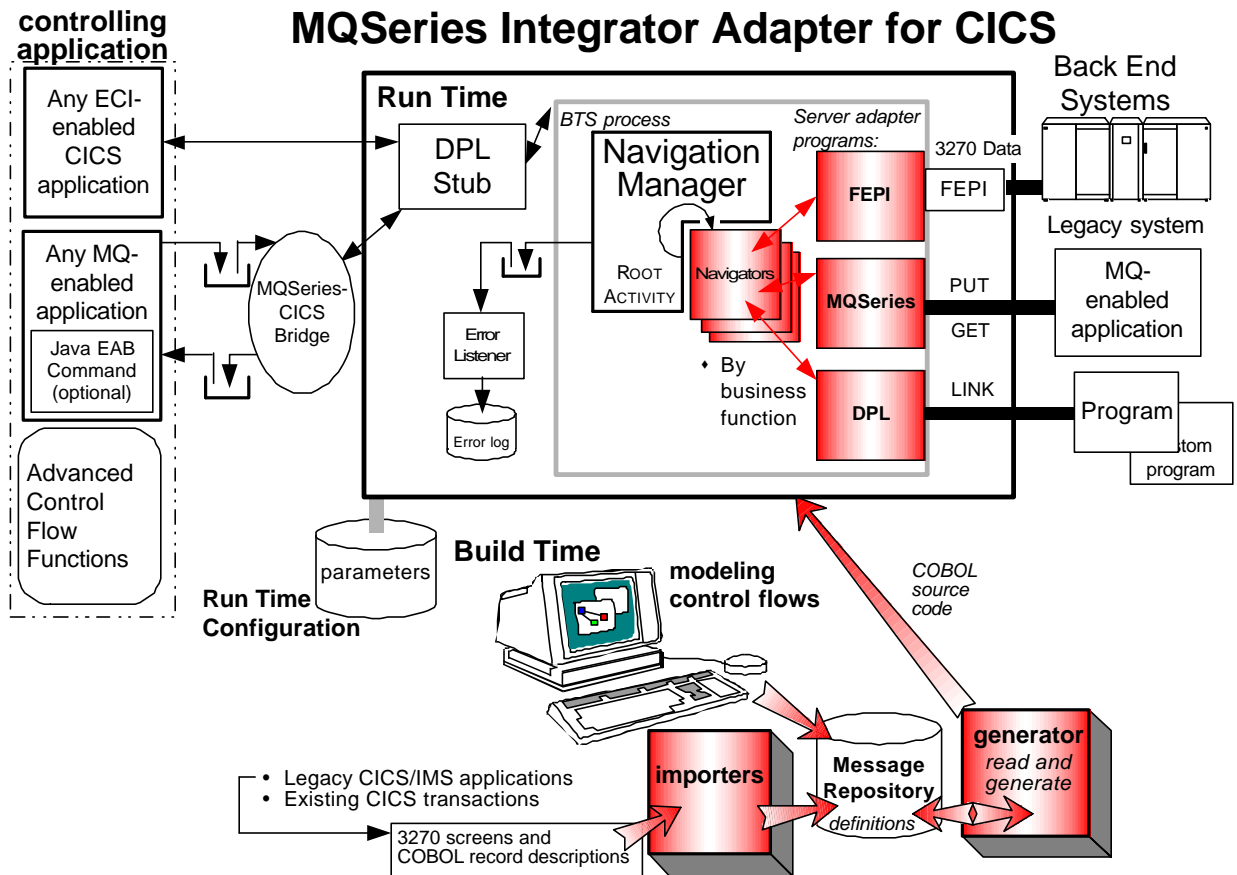 MQSeries Integrator Adapter for CICS
controlling
application
Any ECI-
enabled
CICS
application
Any MQ-
enabled
application
Java EAB
Command
(optional)
Advanced
Control
Flow
Functions
MQSeries-
CICS
Bridge
Run Time
DPL
Stub
BTS process
Navigation
Manager
ROOT
ACTIVITY
Navigators
♦ By
business
function
Error
Listener
Error log
Server adapter
programs:
FEPI
MQSeries
DPL
3270 Data
FEPI
PUT
GET
LINK
Back End
Systems
Legacy system
MQ-
enabled
application
Program
program
parameters
Run Time
Configuration
Build Time
modeling
control flows
COBOL
source
code
• Legacy CICS/IMS applications
• Existing CICS transactions
3270 screens and
COBOL record descriptions
importers
Message
Repository
definitions
generator
read and
generate